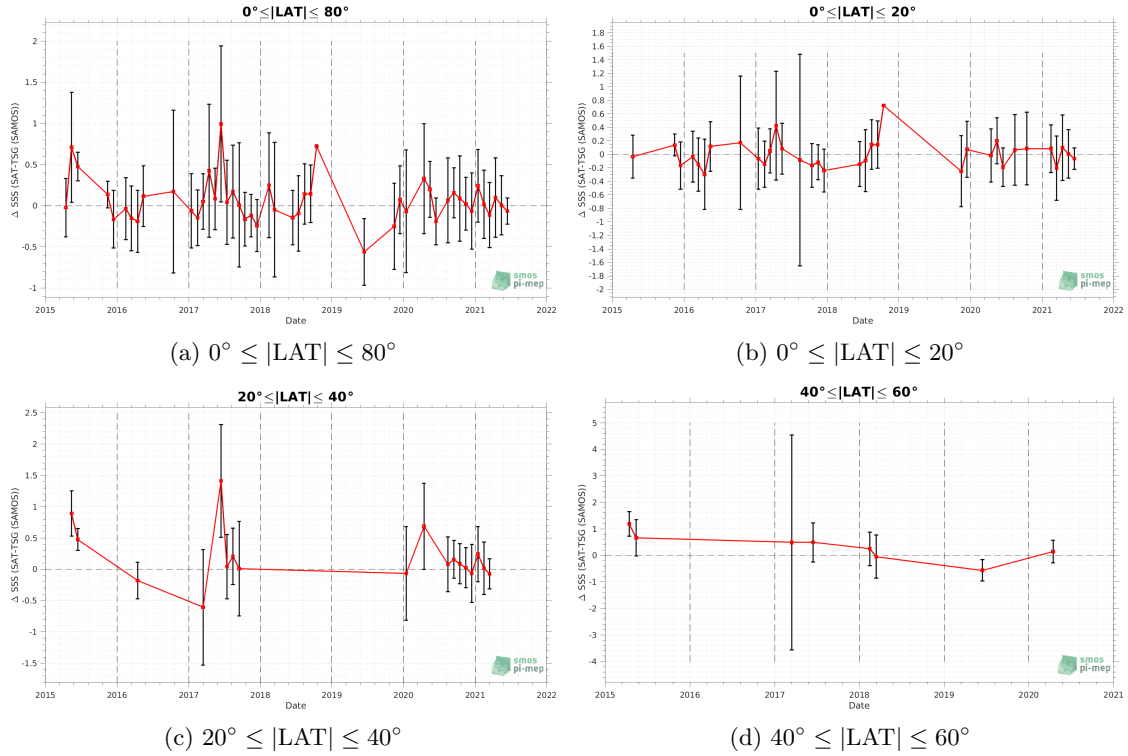 0°≤|LAT|≤ 80°
Δ SSS (SAT-TSG (SAMOS))
2
1.5
1
0.5
0
-0.5
-1
2015 2016 2017 2018 2019 2020 2021 2022
Date
smos
pi-mep
(a) 0° ≤ |LAT| ≤ 80°
0°≤|LAT|≤ 20°
Δ SSS (SAT-TSG (SAMOS))
1.8
1.6
1.4
1.2
1
0.8
0.6
0.4
0.2
0
-0.2
-0.4
-0.6
-0.8
-1
-1.2
-1.4
-1.6
-1.8
-2
2015 2016 2017 2018 2019 2020 2021 2022
Date
smos
pi-mep
(b) 0° ≤ |LAT| ≤ 20°
20°≤|LAT|≤ 40°
Δ SSS (SAT-TSG (SAMOS))
2.5
2
1.5
1
0.5
0
-0.5
-1
-1.5
2015 2016 2017 2018 2019 2020 2021 2022
Date
smos
pi-mep
(c) 20° ≤ |LAT| ≤ 40°
40°≤|LAT|≤ 60°
Δ SSS (SAT-TSG (SAMOS))
5
4
3
2
1
0
-1
-2
-3
-4
2015 2016 2017 2018 2019 2020 2021
Date
smos
pi-mep
(d) 40° ≤ |LAT| ≤ 60°